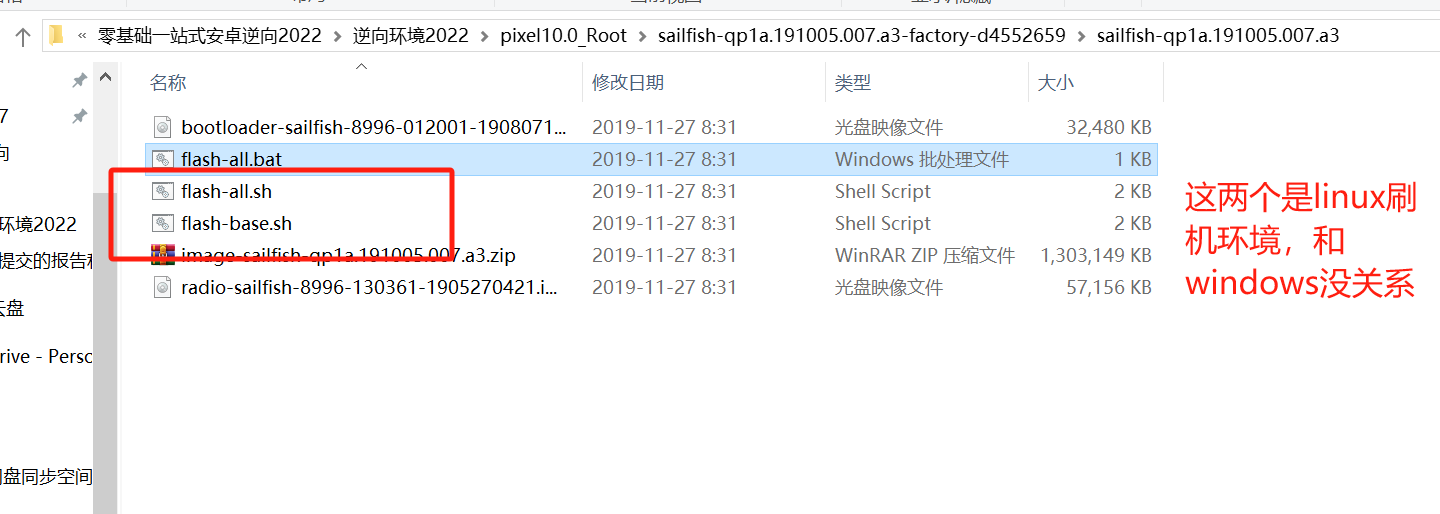 « 零基础一站式安卓逆向2022 > 逆向环境2022 > pixel10.0_Root > sailfish-qp1a.191005.007.a3-factory-d4552659 > sailfish-qp1a.191005.007.a3
名称 修改日期 类型 大小
bootloader-sailfish-8996-012001-1908071... 2019-11-27 8:31 光盘映像文件 32,480 KB
flash-all.bat 2019-11-27 8:31 Windows 批处理文件 1 KB
flash-all.sh 2019-11-27 8:31 Shell Script 2 KB
flash-base.sh 2019-11-27 8:31 Shell Script 2 KB
image-sailfish-qp1a.191005.007.a3.zip 2019-11-27 8:31 WinRAR ZIP 压缩文件 1,303,149 KB
radio-sailfish-8996-130361-1905270421.i... 2019-11-27 8:31 光盘映像文件 57,156 KB
7
向
环境2022
提交的报告
云盘
rive - Perso
盘同步空间
这两个是linux刷
机环境，和
windows没关系